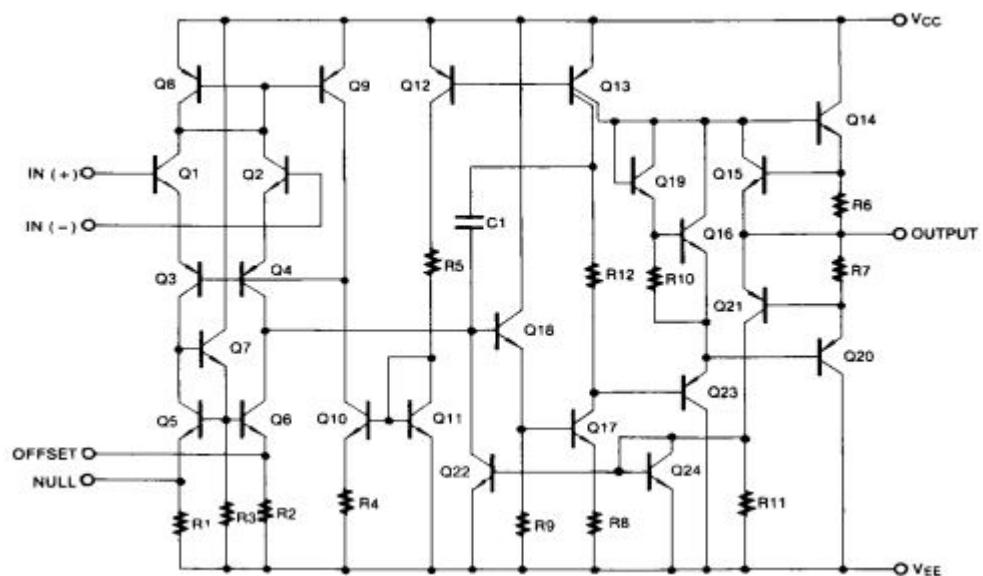 VCC
Q8
Q9
Q12
Q13
Q14
IN (+)
Q1
Q2
Q19
Q15
R6
IN (-)
C1
Q16
OUTPUT
R5
R12
R10
R7
Q3
Q4
Q21
Q7
Q18
Q20
Q23
Q5
Q6
Q10
Q11
Q17
OFFSET
Q22
Q24
NULL
R1
R3
R2
R4
R9
R8
R11
VEE